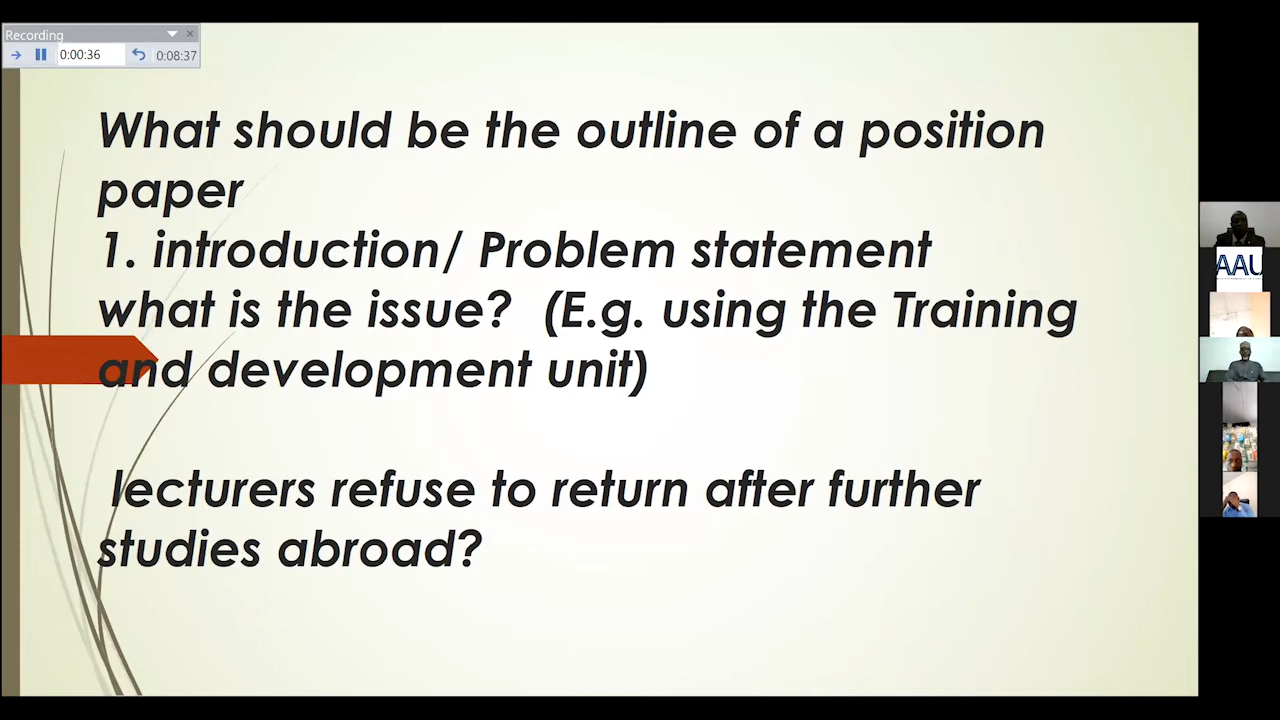 Recording
0:00:36
0:08:37
What should be the outline of a position
paper
1. introduction/ Problem statement
what is the issue? (E.g. using the Training
and development unit)
lecturers refuse to return after further
studies abroad?
AAU